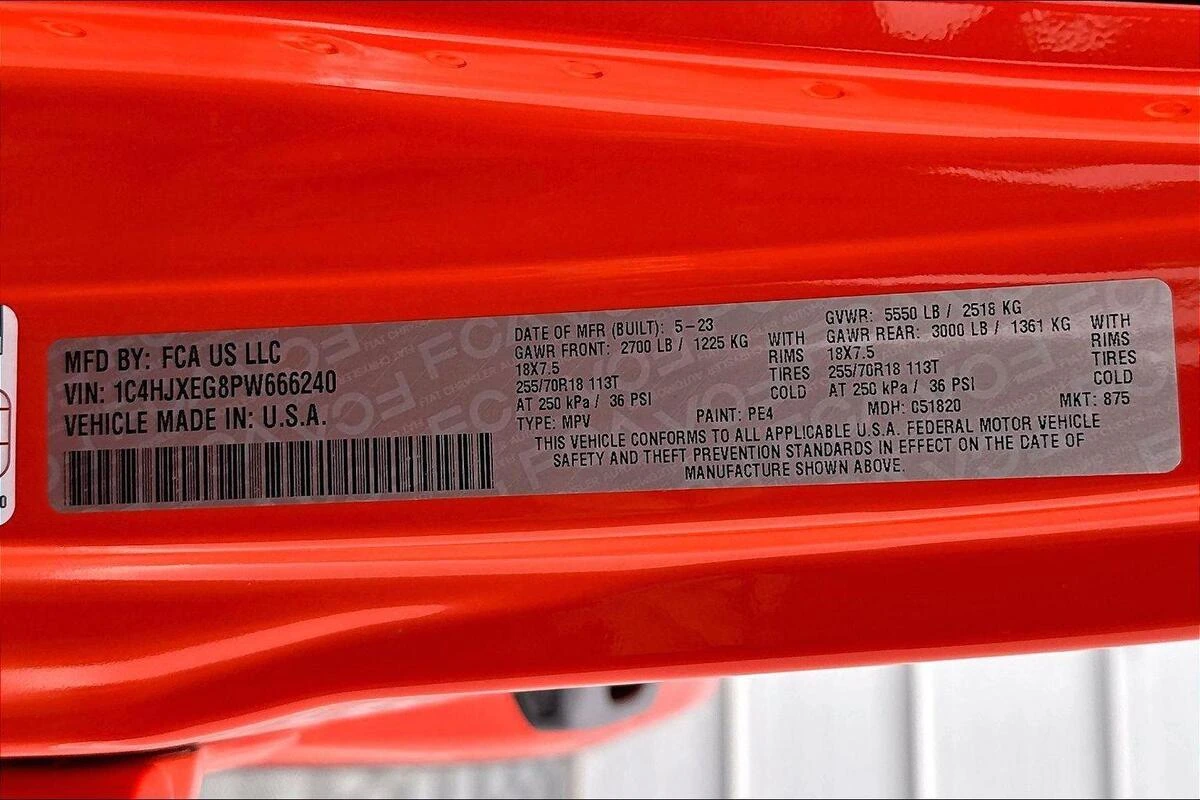 MFD BY: FCA US LLC
VIN: 1C4HJXEG8PW666240
VEHICLE MADE IN: U.S.A.
DATE OF MFR (BUILT): 5-23
GAWR FRONT: 2700 LB / 1225 KG WITH
18X7.5 RIMS
255/70R18 113T TIRES
AT 250 kPa / 36 PSI COLD
TYPE: MPV PAINT: PE4
GVWR: 5550 LB / 2518 KG
GAWR REAR: 3000 LB / 1361 KG WITH
18X7.5 RIMS
255/70R18 113T TIRES
AT 250 kPa / 36 PSI COLD
MDH: 051820 MKT: 875
THIS VEHICLE CONFORMS TO ALL APPLICABLE U.S.A. FEDERAL MOTOR VEHICLE
SAFETY AND THEFT PREVENTION STANDARDS IN EFFECT ON THE DATE OF
MANUFACTURE SHOWN ABOVE.